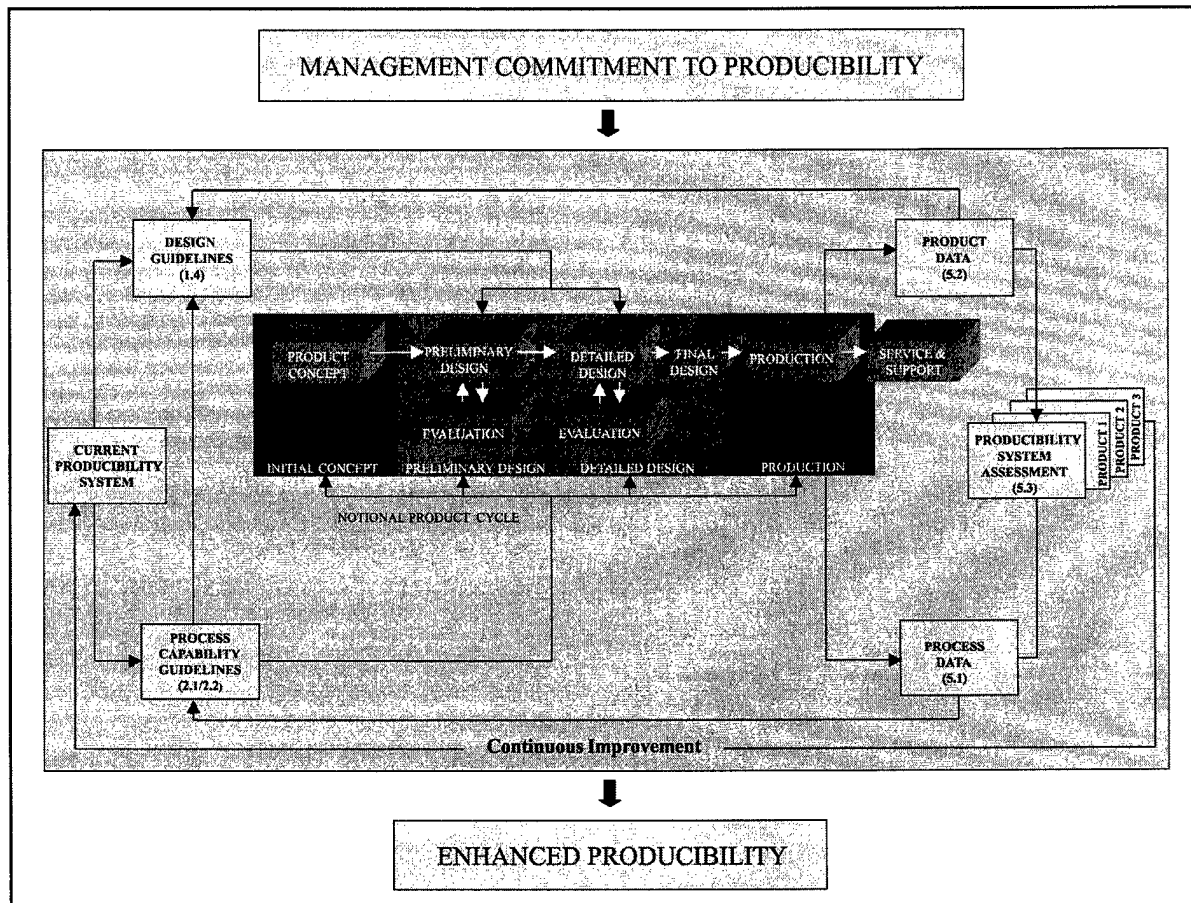 MANAGEMENT COMMITMENT TO PRODUCIBILITY
DESIGN
GUIDELINES
(1.4)
PRODUCT
DATA
(5.2)
PRODUCT
CONCEPT
PRELIMINARY
DESIGN
DETAILED
DESIGN
FINAL
DESIGN
PRODUCTION
SERVICE &
SUPPORT
EVALUATION
EVALUATION
INITIAL CONCEPT
PRELIMINARY DESIGN
DETAILED DESIGN
PRODUCTION
NOTIONAL PRODUCT CYCLE
CURRENT
PRODUCIBILITY
SYSTEM
PRODUCIBILITY
SYSTEM
ASSESSMENT
(5.3)
PRODUCT 1
PRODUCT 2
PRODUCT 3
PROCESS
CAPABILITY
GUIDELINES
(2.1/2.2)
PROCESS
DATA
(5.1)
Continuous Improvement
ENHANCED PRODUCIBILITY